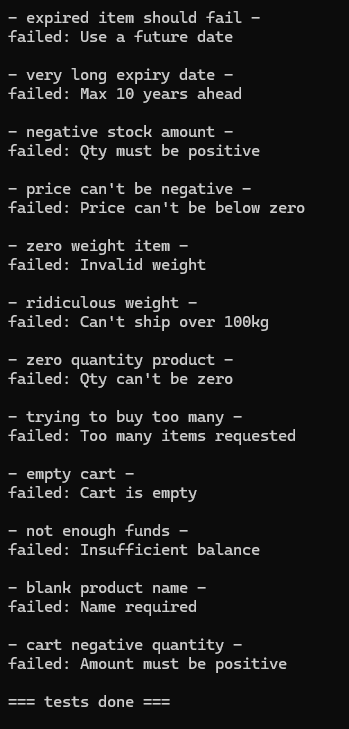 - expired item should fail -
failed: Use a future date
- very long expiry date -
failed: Max 10 years ahead
- negative stock amount -
failed: Qty must be positive
- price can't be negative -
failed: Price can't be below zero
- zero weight item -
failed: Invalid weight
- ridiculous weight -
failed: Can't ship over 100kg
- zero quantity product -
failed: Qty can't be zero
- trying to buy too many -
failed: Too many items requested
- empty cart -
failed: Cart is empty
- not enough funds -
failed: Insufficient balance
- blank product name -
failed: Name required
- cart negative quantity -
failed: Amount must be positive
=== tests done ===